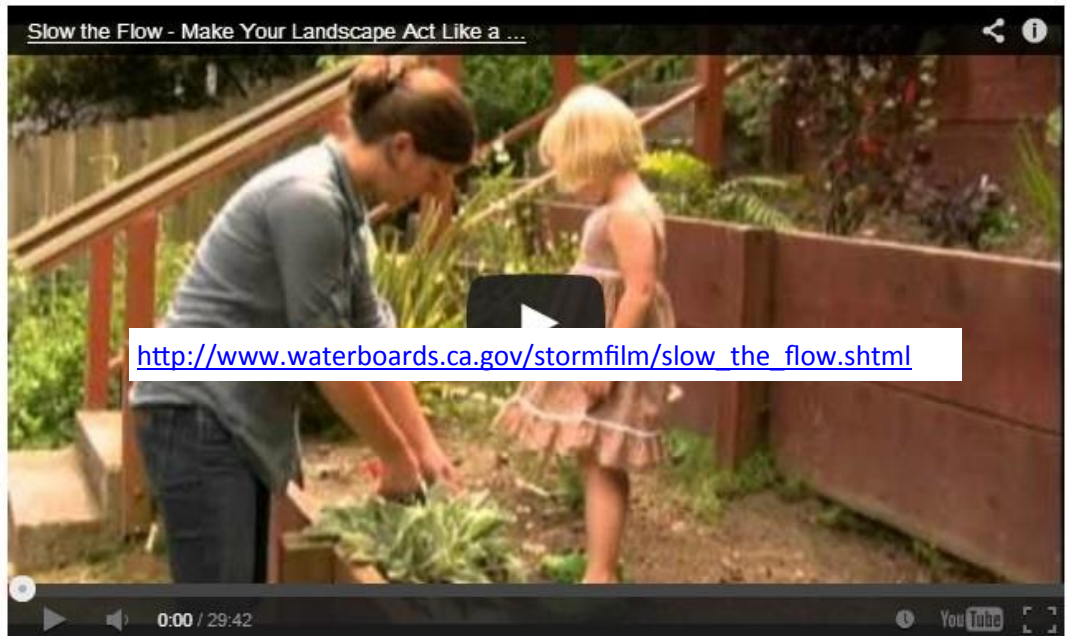 Slow the Flow - Make Your Landscape Act Like a ...
http://www.waterboards.ca.gov/stormfilm/slow_the_flow.shtml
0:00 / 29:42
YouTube